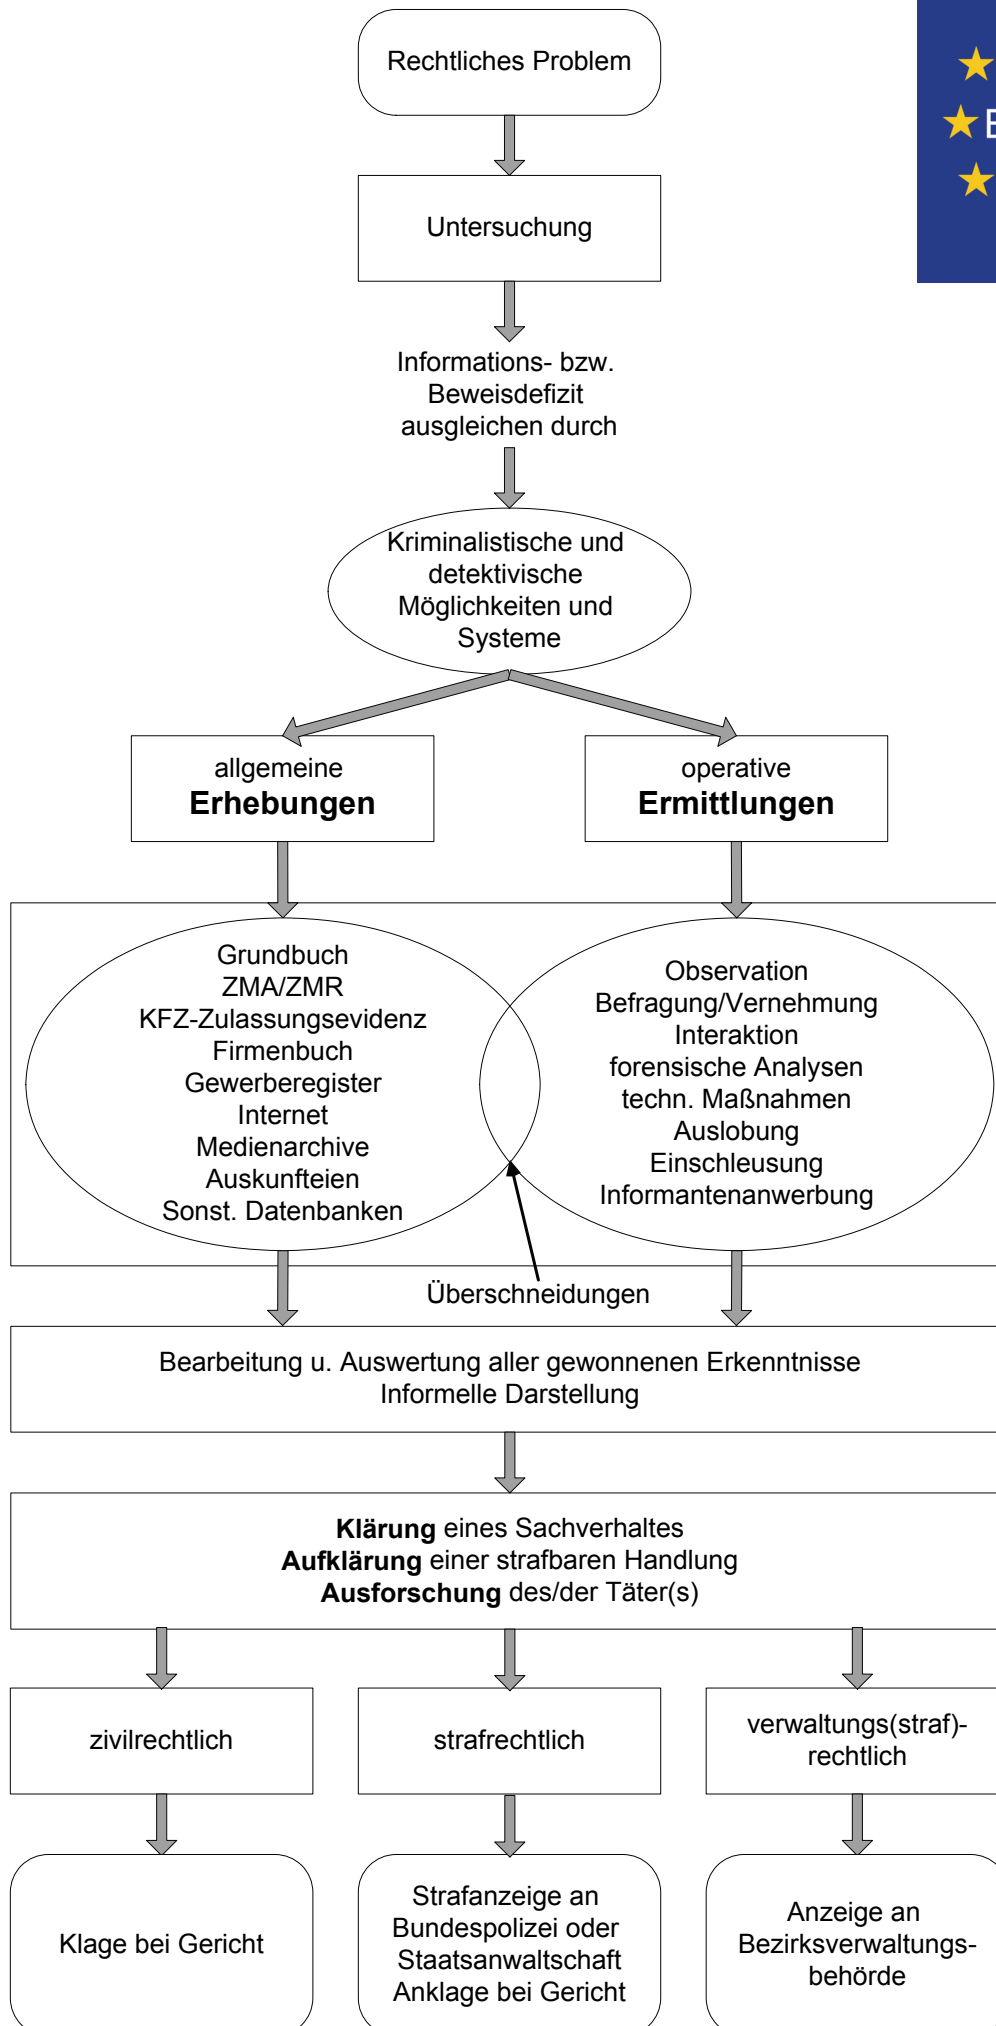 Rechtliches Problem
E
Untersuchung
Informations- bzw.
Beweisdefizit
ausgleichen durch
Kriminalistische und
detektivische
Möglichkeiten und
Systeme
allgemeine
Erhebungen
operative
Ermittlungen
Grundbuch
ZMA/ZMR
KFZ-Zulassungsevidenz
Firmenbuch
Gewerberegister
Internet
Medienarchive
Auskunfteien
Sonst. Datenbanken
Observation
Befragung/Vernehmung
Interaktion
forensische Analysen
techn. Maßnahmen
Auslobung
Einschleusung
Informantenanwerbung
Überschneidungen
Bearbeitung u. Auswertung aller gewonnenen Erkenntnisse
Informelle Darstellung
Klärung eines Sachverhaltes
Aufklärung einer strafbaren Handlung
Ausforschung des/der Täter(s)
zivilrechtlich
strafrechtlich
verwaltungs(straf)-
rechtlich
Klage bei Gericht
Strafanzeige an
Bundespolizei oder
Staatsanwaltschaft
Anklage bei Gericht
Anzeige an
Bezirksverwaltungs-
behörde